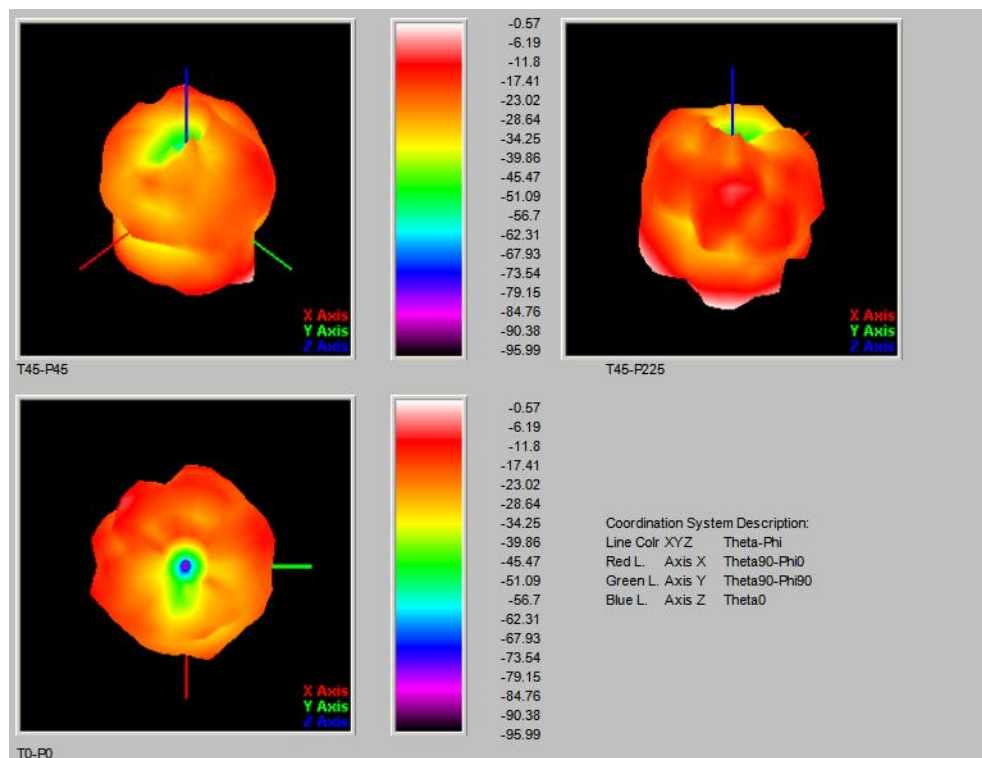 -0.57
-6.19
-11.8
-17.41
-23.02
-28.64
-34.25
-39.86
-45.47
-51.09
-56.7
-62.31
-67.93
-73.54
-79.15
-84.76
-90.38
-95.99
X Axis
Y Axis
Z Axis
T45-P45
X Axis
Y Axis
Z Axis
T45-P225
-0.57
-6.19
-11.8
-17.41
-23.02
-28.64
-34.25
-39.86
-45.47
-51.09
-56.7
-62.31
-67.93
-73.54
-79.15
-84.76
-90.38
-95.99
X Axis
Y Axis
Z Axis
T0-P0
Coordination System Description:
Line Colr XYZ Theta-Phi
Red L. Axis X Theta90-Phi0
Green L. Axis Y Theta90-Phi90
Blue L. Axis Z Theta0